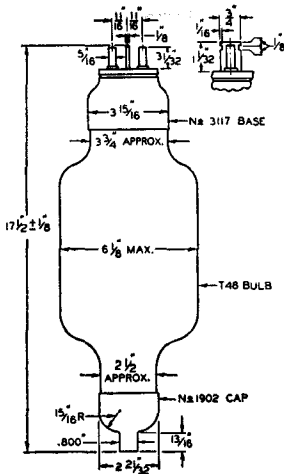 11/16" 11/16"
1/8"
5/16" 31/32"
3/4"
1/16"
1 1/32"
1/8"
3 15/16"
№ 3117 BASE
3 3/4" APPROX.
17 1/2" ± 1/8"
6 1/8" MAX.
T48 BULB
2 1/2"
APPROX.
№ 1902 CAP
15/16" R
.800" 13/16"
2 21/32"